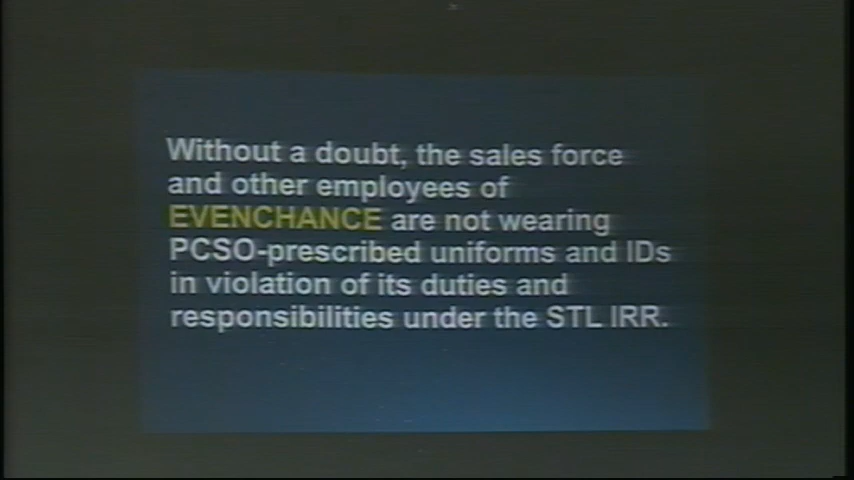 Without a doubt, the sales force
and other employees of
EVENCHANCE are not wearing
PCSO-prescribed uniforms and IDs
in violation of its duties and
responsibilities under the STL IRR.